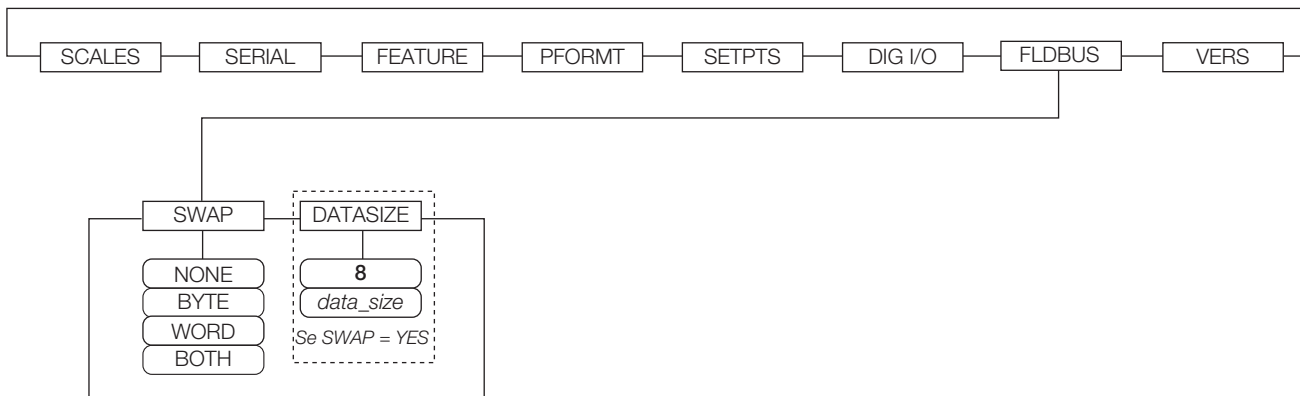 SCALES SERIAL FEATURE PFORMT SETPTS DIG I/O FLDBUS VERS
SWAP DATASIZE
NONE 8
BYTE data_size
WORD Se SWAP = YES
BOTH